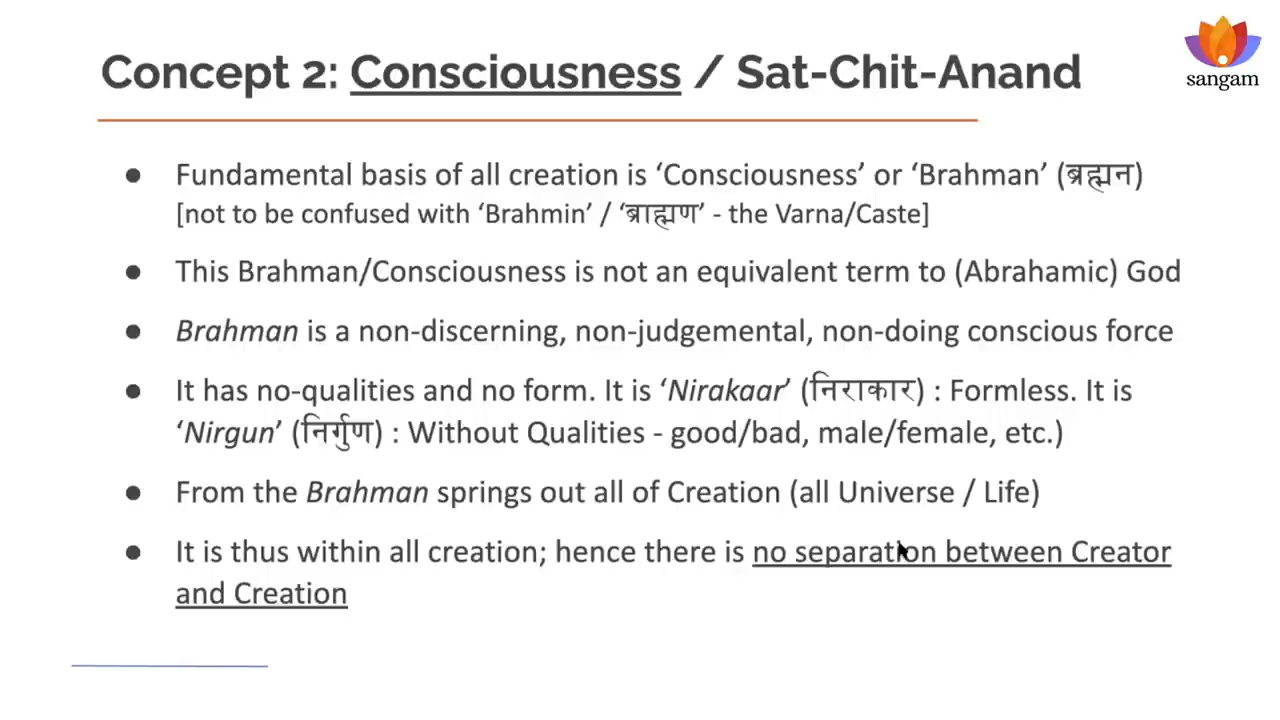 Concept 2: Consciousness / Sat-Chit-Anand
sangam
● Fundamental basis of all creation is ‘Consciousness’ or ‘Brahman’ (ब्रह्मन)
[not to be confused with ‘Brahmin’ / ‘ब्राह्मण’ - the Varna/Caste]
● This Brahman/Consciousness is not an equivalent term to (Abrahamic) God
● Brahman is a non-discerning, non-judgemental, non-doing conscious force
● It has no-qualities and no form. It is ‘Nirakaar’ (निराकार) : Formless. It is
‘Nirgun’ (निर्गुण) : Without Qualities - good/bad, male/female, etc.)
● From the Brahman springs out all of Creation (all Universe / Life)
● It is thus within all creation; hence there is no separation between Creator
and Creation